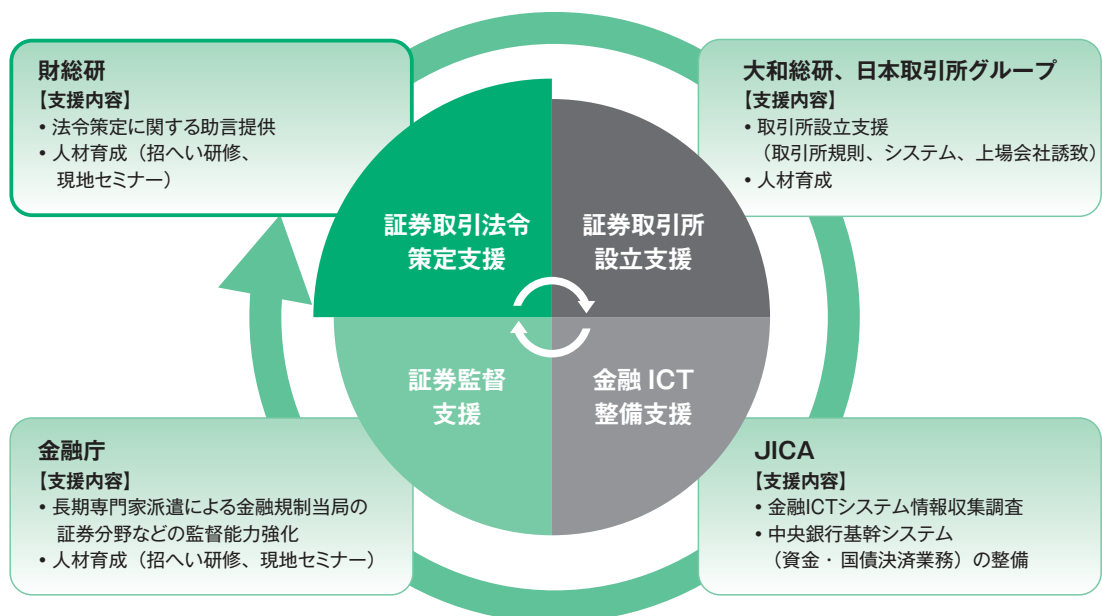 財総研
【支援内容】
• 法令策定に関する助言提供
• 人材育成（招へい研修、
現地セミナー）
大和総研、日本取引所グループ
【支援内容】
• 取引所設立支援
（取引所規則、システム、上場会社誘致）
• 人材育成
証券取引法令
策定支援
証券取引所
設立支援
証券監督
支援
金融 ICT
整備支援
金融庁
【支援内容】
• 長期専門家派遣による金融規制当局の
証券分野などの監督能力強化
• 人材育成（招へい研修、現地セミナー）
JICA
【支援内容】
• 金融ICTシステム情報収集調査
• 中央銀行基幹システム
（資金・国債決済業務）の整備